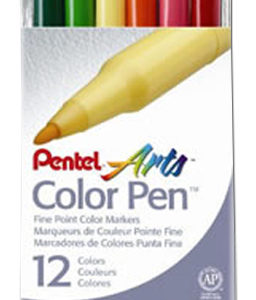 Pentel Arts
Color Pen™
Fine Point Color Markers
Marqueurs de Couleur Pointe Fine
Marcadores de Colores Punta Fina
12 Colors
Couleurs
Colores
AP